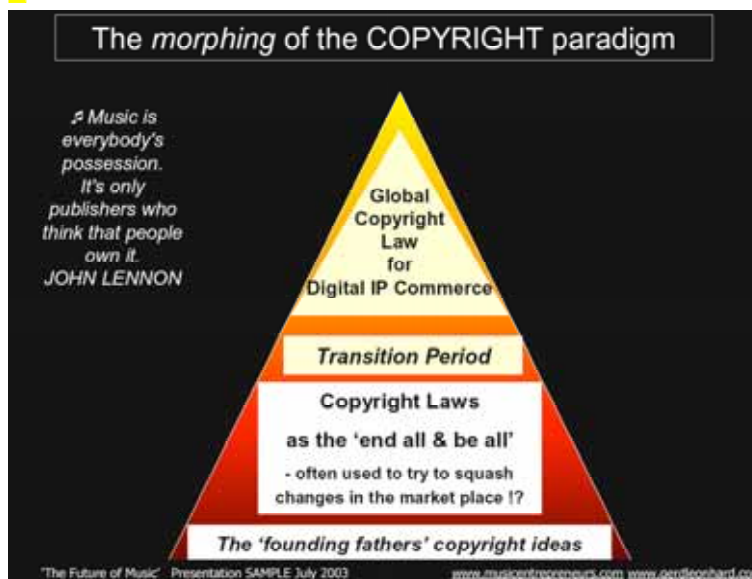 The morphing of the COPYRIGHT paradigm
♬ Music is
everybody's
possession.
It's only
publishers who
think that people
own it.
JOHN LENNON
Global
Copyright
Law
for
Digital IP Commerce
Transition Period
Copyright Laws
as the ‘end all & be all’
- often used to try to squash
changes in the market place !?
The ‘founding fathers’ copyright ideas
'The Future of Music' Presentation SAMPLE July 2003
www.musicentrepreneurs.com www.gerdleonhard.co